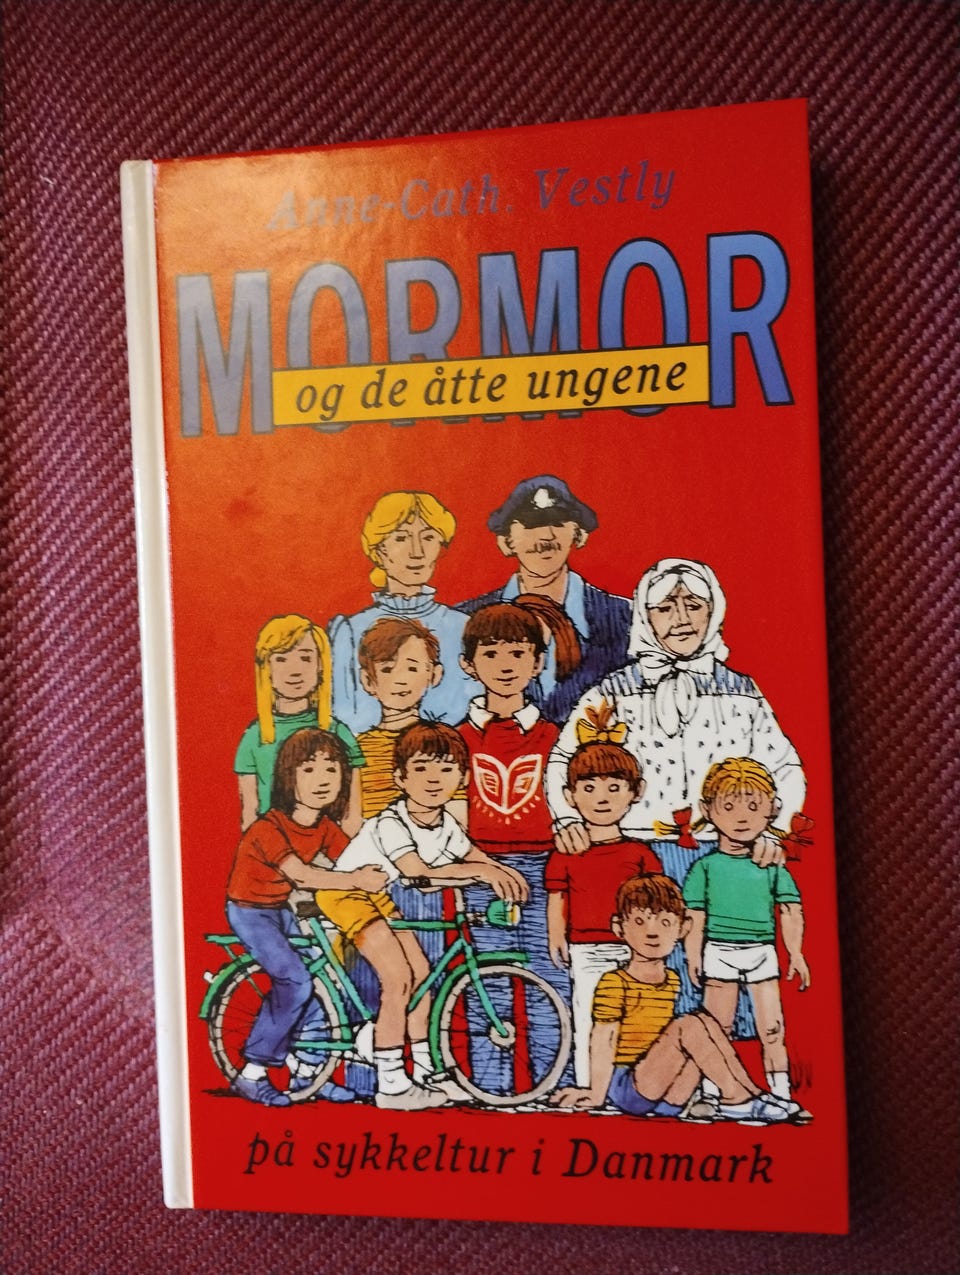 Anne-Cath. Vestly
MORMOR
og de åtte ungene
på sykkeltur i Danmark